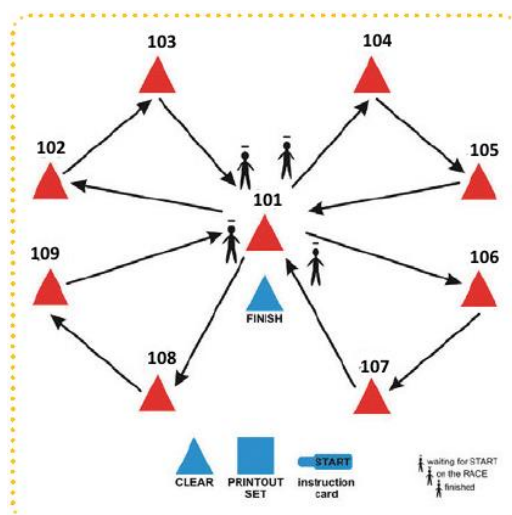 103
104
102
105
101
109
106
FINISH
108
107
START
CLEAR
PRINTOUT SET
instruction card
waiting for START
on the RACE
finished